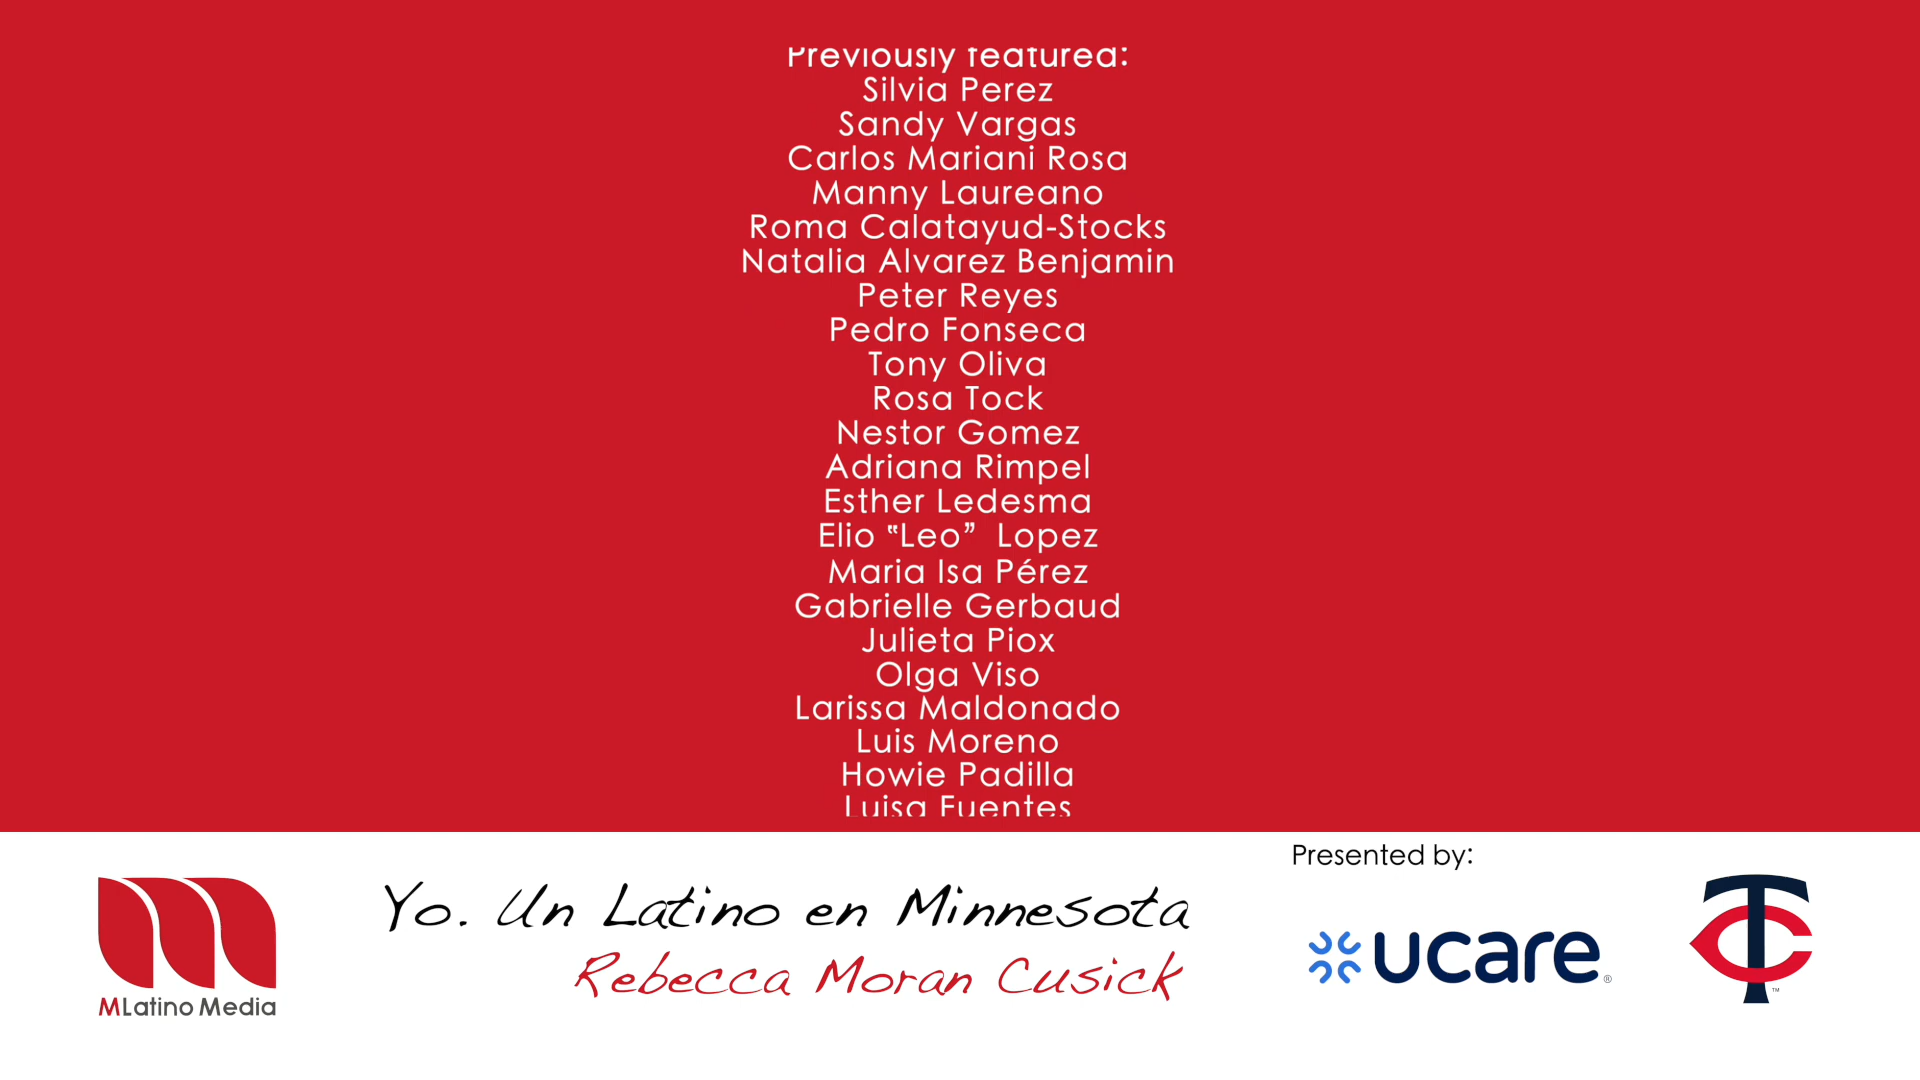 Previously featured:
Silvia Perez
Sandy Vargas
Carlos Mariani Rosa
Manny Laureano
Roma Calatayud-Stocks
Natalia Alvarez Benjamin
Peter Reyes
Pedro Fonseca
Tony Oliva
Rosa Tock
Nestor Gomez
Adriana Rimpel
Esther Ledesma
Elio “Leo” Lopez
Maria Isa Pérez
Gabrielle Gerbaud
Julieta Piox
Olga Viso
Larissa Maldonado
Luis Moreno
Howie Padilla
Luisa Fuentes
MLatino Media
Yo. Un Latino en Minnesota
Rebecca Moran Cusick
Presented by:
ucare®
TC™